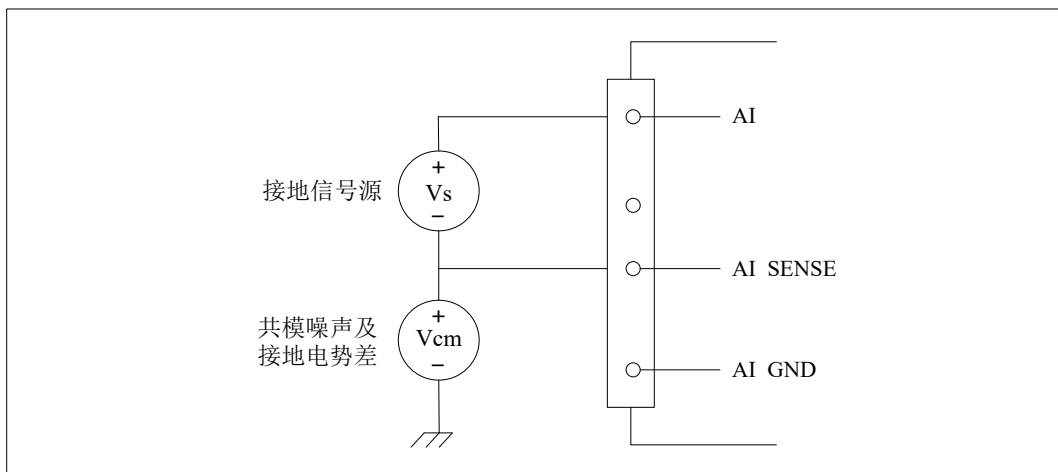 AI
接地信号源
+
Vs
−
AI SENSE
共模噪声及
接地电势差
+
Vcm
−
AI GND